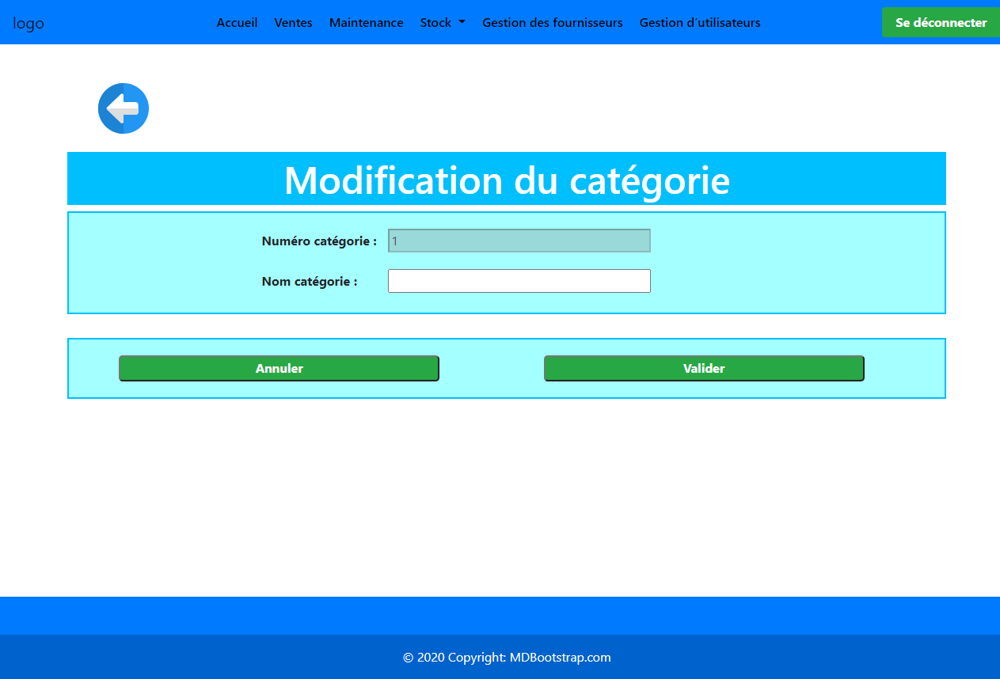 logo Accueil Ventes Maintenance Stock Gestion des fournisseurs Gestion d'utilisateurs Se déconnecter
Modification du catégorie
Numéro catégorie : 1
Nom catégorie :
Annuler Valider
© 2020 Copyright: MDBootstrap.com